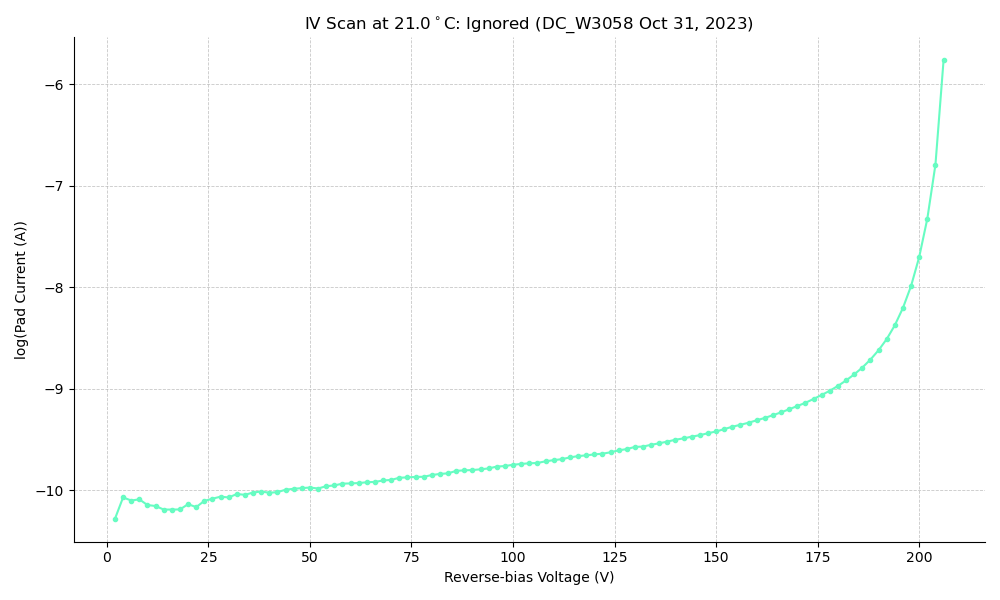 IV Scan at 21.0°C: Ignored (DC_W3058 Oct 31, 2023)
log(Pad Current (A))
−6
−7
−8
−9
−10
0 25 50 75 100 125 150 175 200
Reverse-bias Voltage (V)